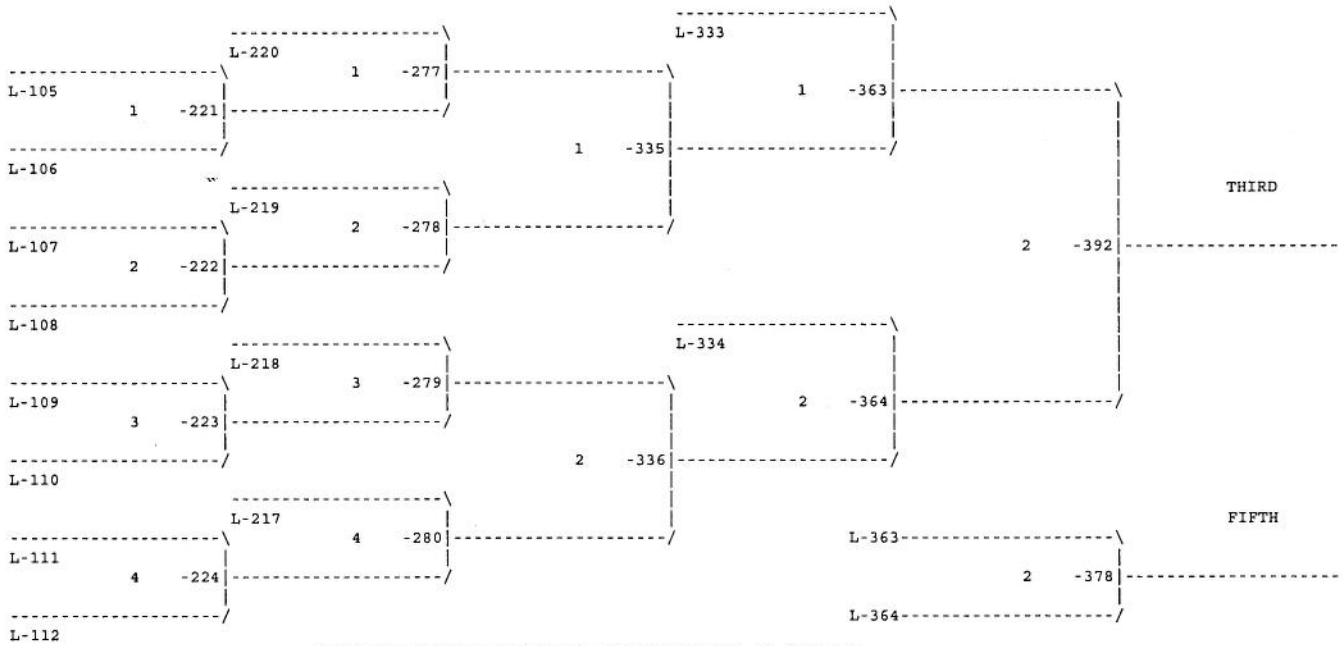 L-333
L-220
1 -277
L-105
1 -363
1 -221
1 -335
L-106
THIRD
L-219
2 -278
L-107
2 -392
2 -222
L-108
L-334
L-218
3 -279
L-109
2 -364
3 -223
2 -336
L-110
L-217
FIFTH
4 -280
L-363
L-111
4 -224
2 -378
L-364
L-112